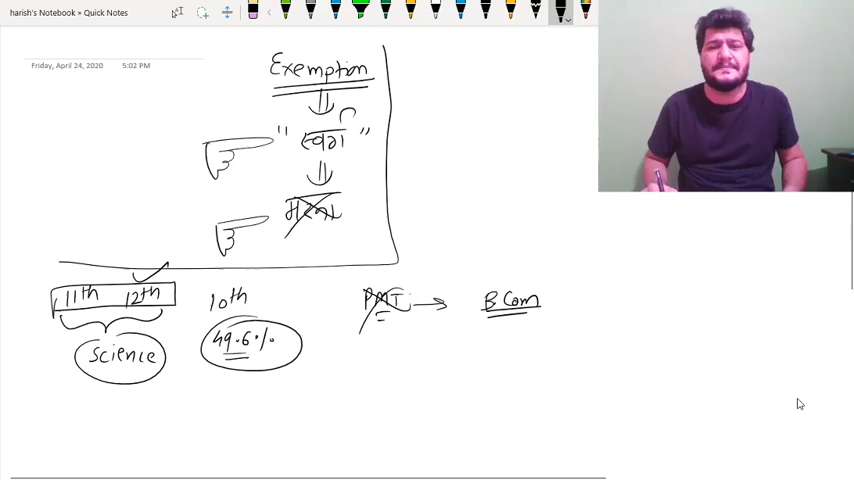 harish's Notebook » Quick Notes
Friday, April 24, 2020 5:02 PM
Exemption
11th 12th 10th PMT → B Com
Science 49.6%